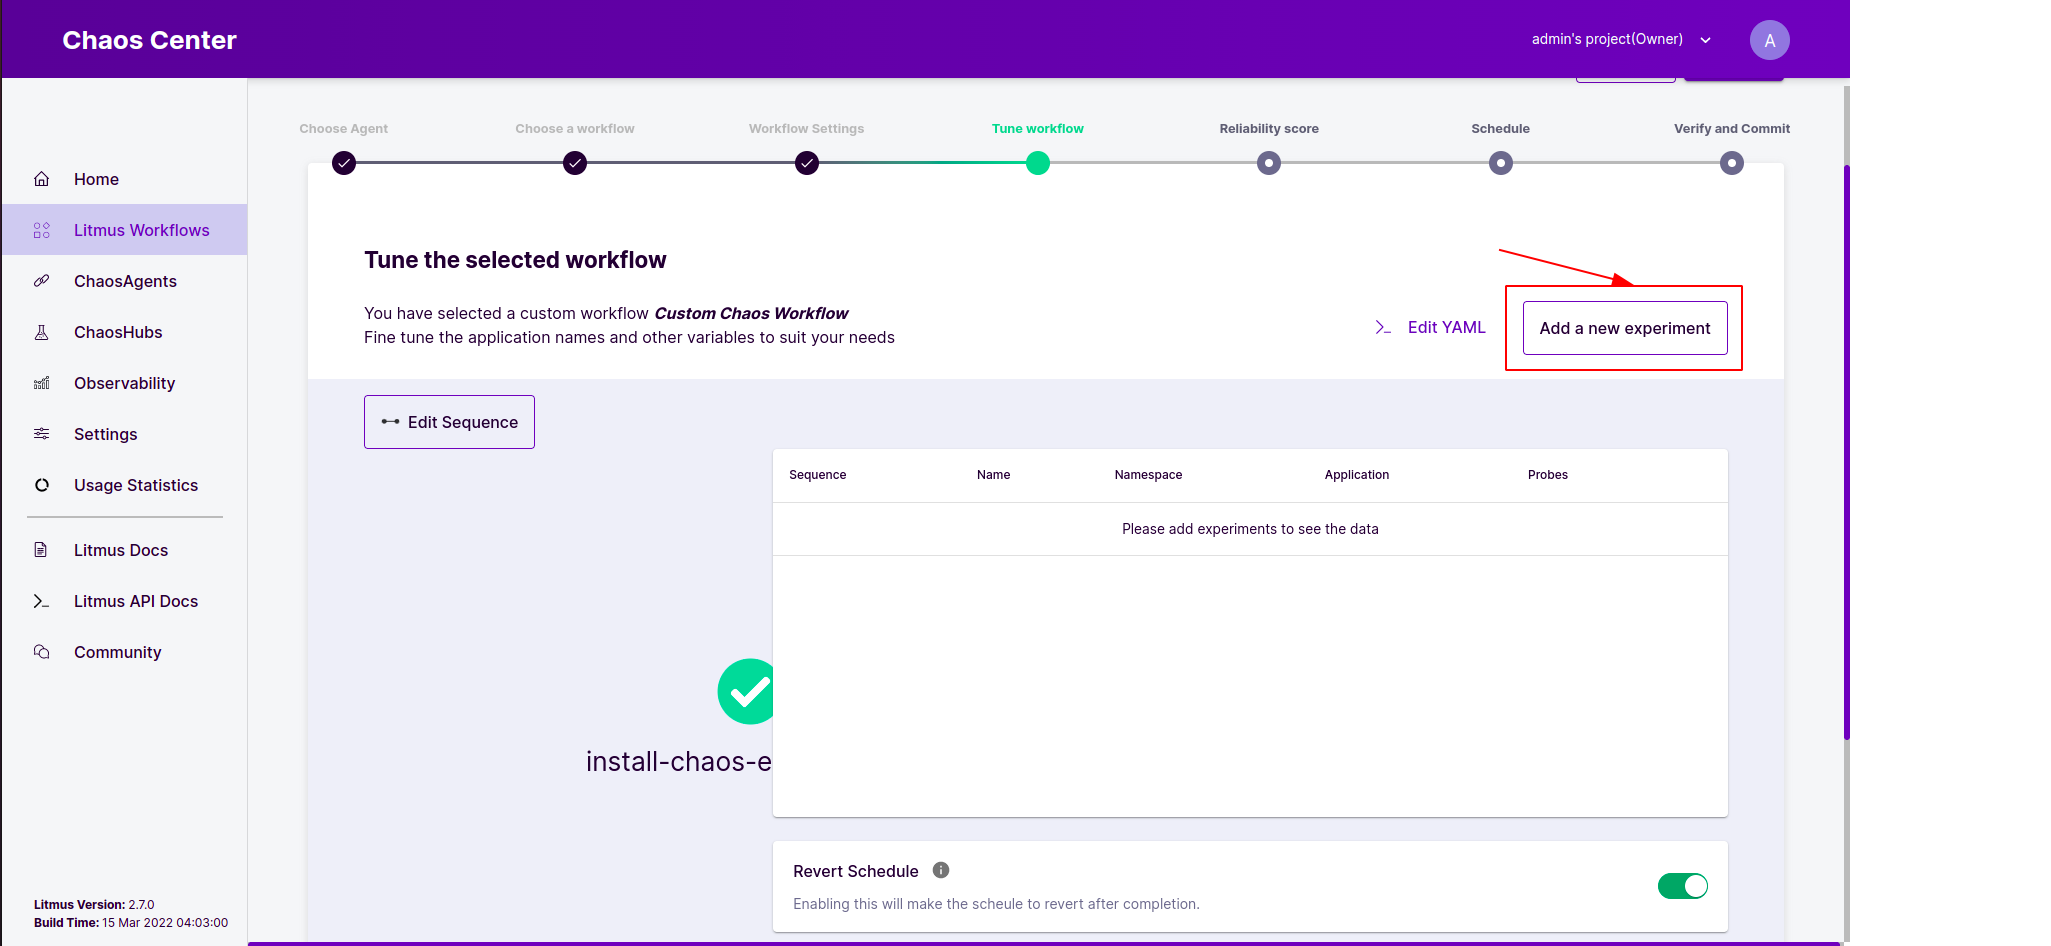 Chaos Center
admin's project(Owner)
A
Choose Agent
Choose a workflow
Workflow Settings
Tune workflow
Reliability score
Schedule
Verify and Commit
Home
Litmus Workflows
ChaosAgents
ChaosHubs
Observability
Settings
Usage Statistics
Litmus Docs
Litmus API Docs
Community
Litmus Version: 2.7.0
Build Time: 15 Mar 2022 04:03:00
Tune the selected workflow
You have selected a custom workflow Custom Chaos Workflow
Fine tune the application names and other variables to suit your needs
Edit YAML
Add a new experiment
Edit Sequence
Sequence Name Namespace Application Probes
Please add experiments to see the data
install-chaos-e
Revert Schedule
Enabling this will make the scheule to revert after completion.